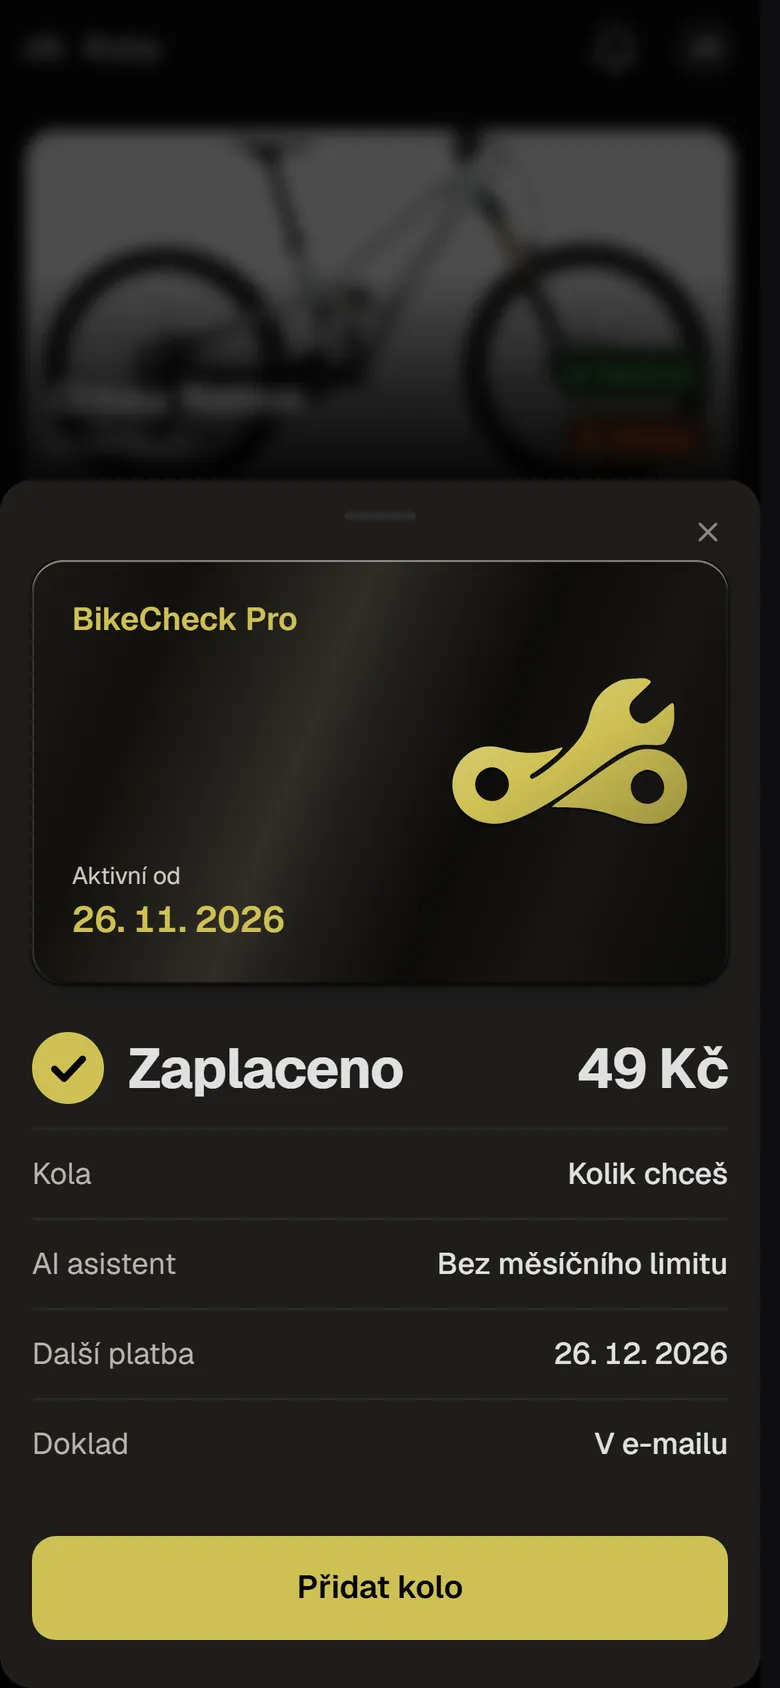 BikeCheck Pro
Aktivní od
26. 11. 2026
Zaplaceno 49 Kč
Kola Kolik chceš
AI asistent Bez měsíčního limitu
Další platba 26. 12. 2026
Doklad V e-mailu
Přidat kolo